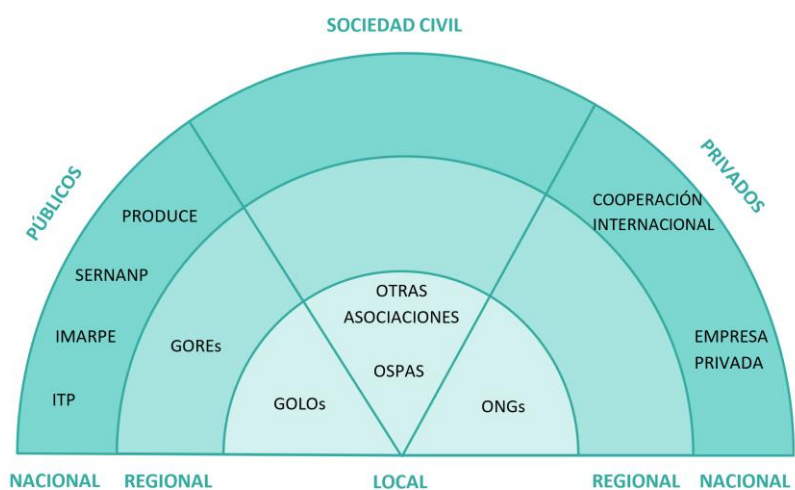 SOCIEDAD CIVIL
PÚBLICOS
PRIVADOS
PRODUCE
COOPERACIÓN
INTERNACIONAL
SERNANP
OTRAS
ASOCIACIONES
IMARPE
GOREs
EMPRESA
PRIVADA
OSPAS
ITP
GOLOs
ONGs
NACIONAL
REGIONAL
LOCAL
REGIONAL
NACIONAL